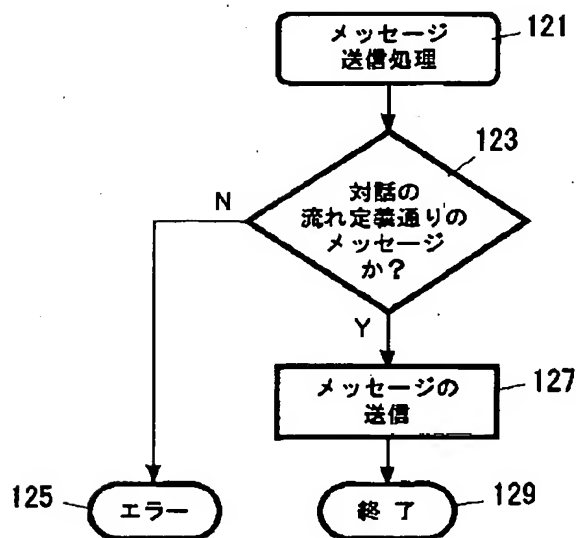 メッセージ
送信処理
121
123
対話の
流れ定義通りの
メッセージ
か?
N
Y
メッセージの
送信
127
125
エラー
終了
129